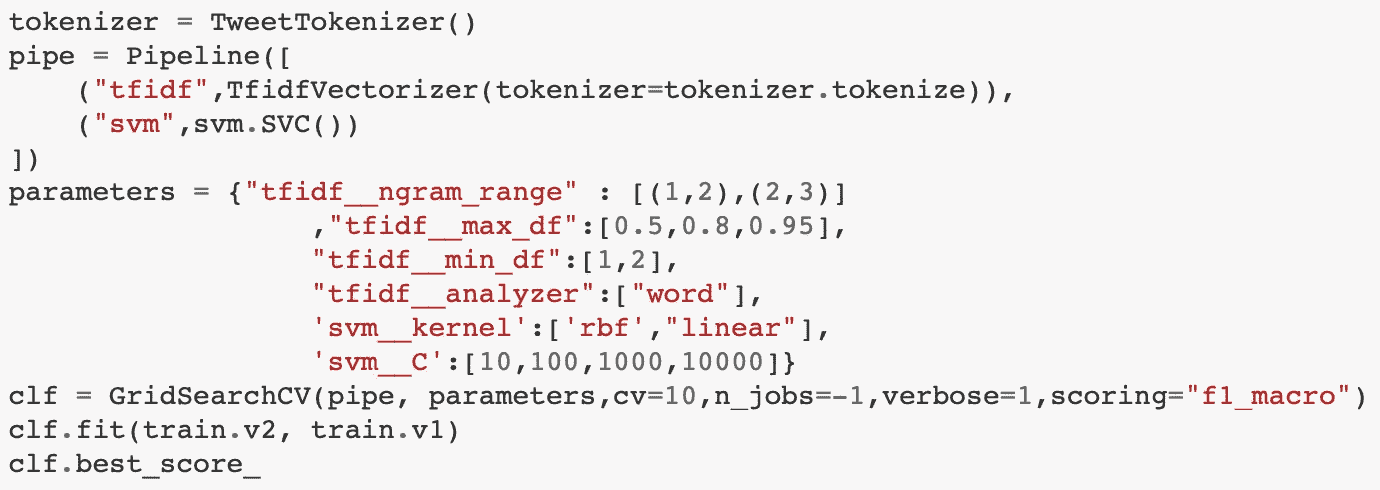 tokenizer = TweetTokenizer()
pipe = Pipeline([
    ("tfidf",TfidfVectorizer(tokenizer=tokenizer.tokenize)),
    ("svm",svm.SVC())
])
parameters = {"tfidf__ngram_range" : [(1,2),(2,3)]
                  ,"tfidf__max_df":[0.5,0.8,0.95],
                  "tfidf__min_df":[1,2],
                  "tfidf__analyzer":["word"],
                  'svm__kernel':['rbf',"linear"],
                  'svm__C':[10,100,1000,10000]}
clf = GridSearchCV(pipe, parameters,cv=10,n_jobs=-1,verbose=1,scoring="f1_macro")
clf.fit(train.v2, train.v1)
clf.best_score_